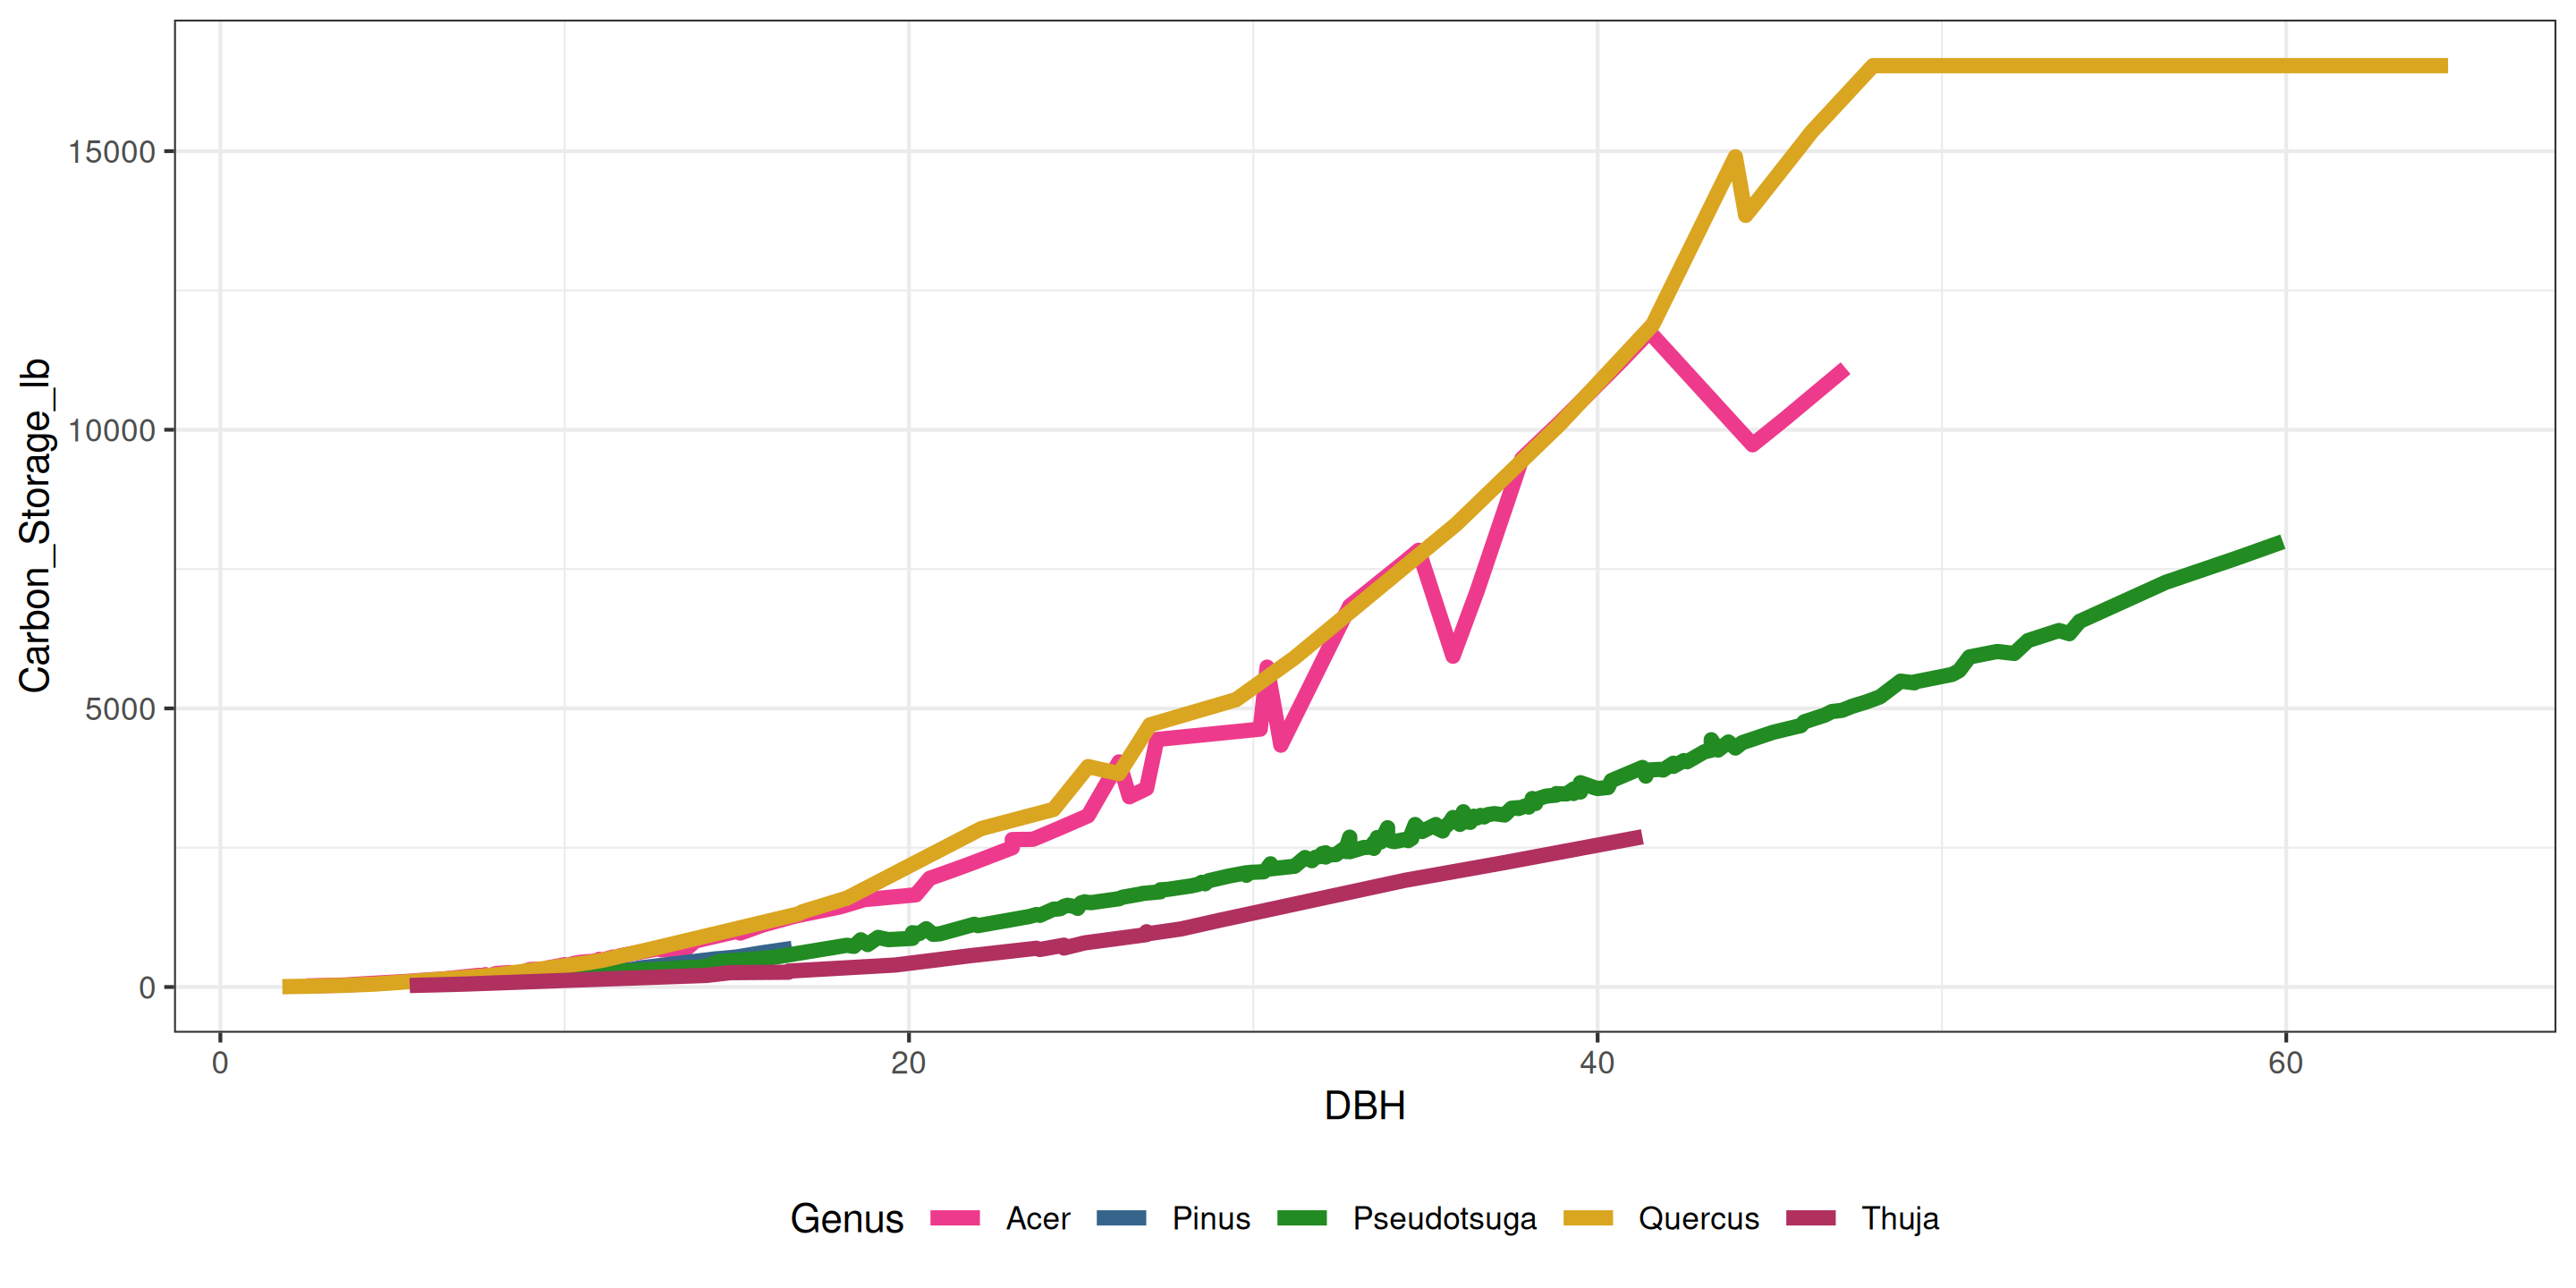 15000
10000
5000
0
Carbon_Storage_lb
0 20 40 60
DBH
Genus Acer Pinus Pseudotsuga Quercus Thuja